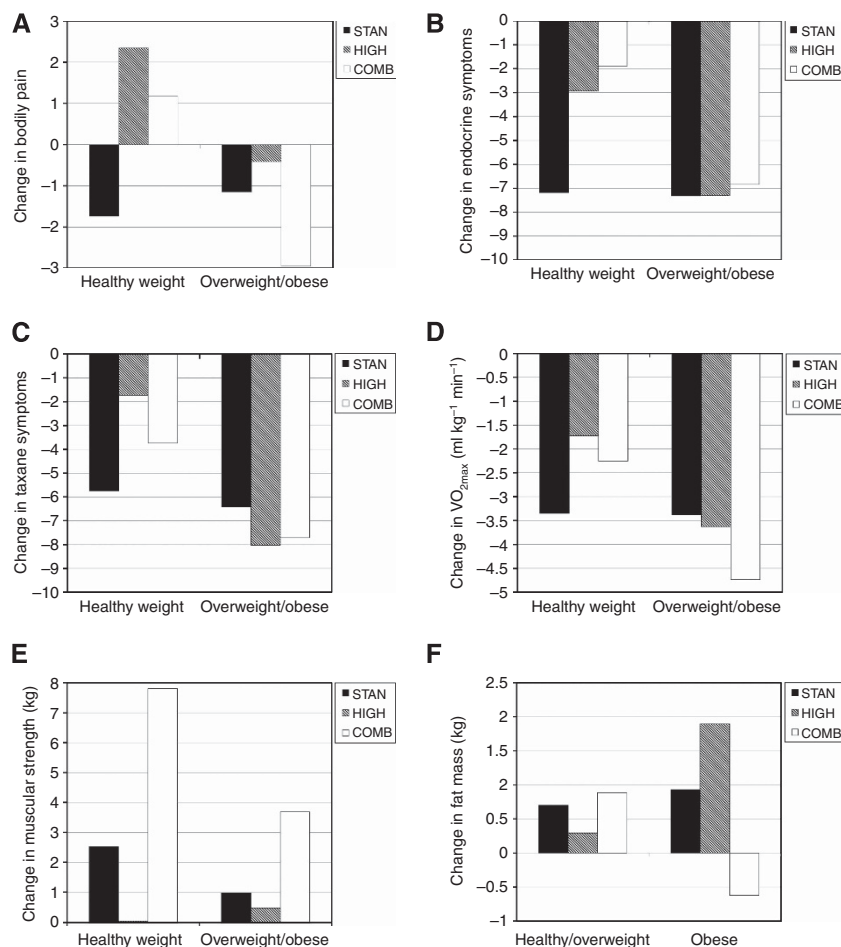 A
Change in bodily pain
3
2
1
0
−1
−2
−3
Healthy weight Overweight/obese
STAN
HIGH
COMB
B
Change in endocrine symptoms
0
−1
−2
−3
−4
−5
−6
−7
−8
−9
−10
Healthy weight Overweight/obese
STAN
HIGH
COMB
C
Change in taxane symptoms
0
−1
−2
−3
−4
−5
−6
−7
−8
−9
−10
Healthy weight Overweight/obese
STAN
HIGH
COMB
D
Change in VO2max (ml kg−1 min−1)
0
−0.5
−1
−1.5
−2
−2.5
−3
−3.5
−4
−4.5
−5
Healthy weight Overweight/obese
STAN
HIGH
COMB
E
Change in muscular strength (kg)
8
7
6
5
4
3
2
1
0
Healthy weight Overweight/obese
STAN
HIGH
COMB
F
Change in fat mass (kg)
2.5
2
1.5
2
0.5
0
−0.5
−1
Healthy/overweight Obese
STAN
HIGH
COMB